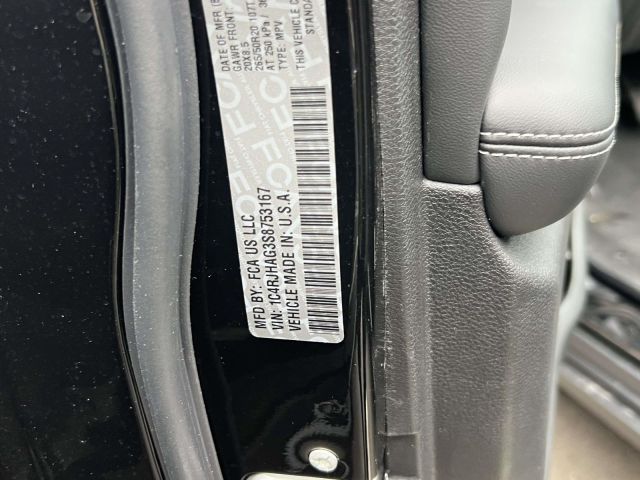 MFD BY: FCA US LLC
DATE OF MFR
GAWR FRONT
20X8.5
265/50R20 107T
AT 250 kPa
TYPE: MPV
THIS VEHICLE
STANDA
VIN: 1C4RJHAG3S8753167
VEHICLE MADE IN: U.S.A.